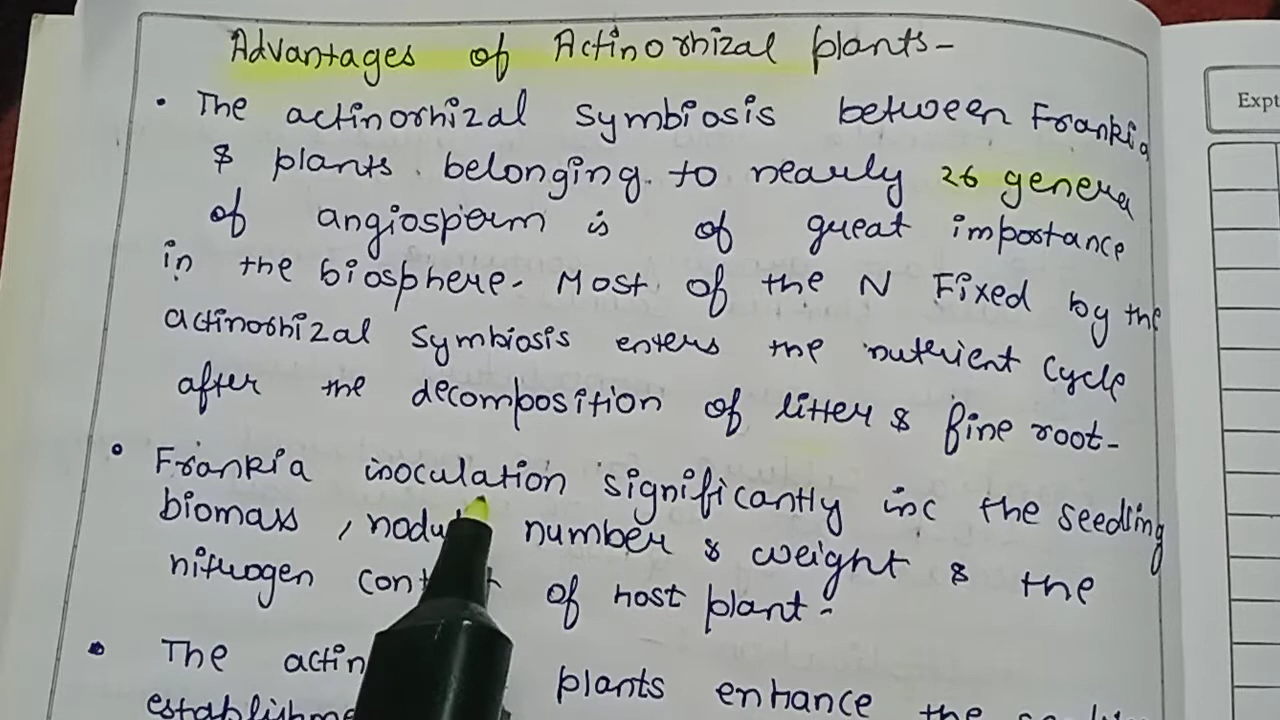 Advantages of Actinorhizal plants-
• The actinorhizal symbiosis between Frankia
& plants belonging to nearly 26 genera
of angiosperm is of great importance
in the biosphere. Most of the N Fixed by the
actinorhizal symbiosis enters the nutrient cycle
after the decomposition of litter & fine root-
• Frankia inoculation significantly inc the seedling
biomass, number & weight & the
nitrogen of host plant.
• The plants enhance the
Expt